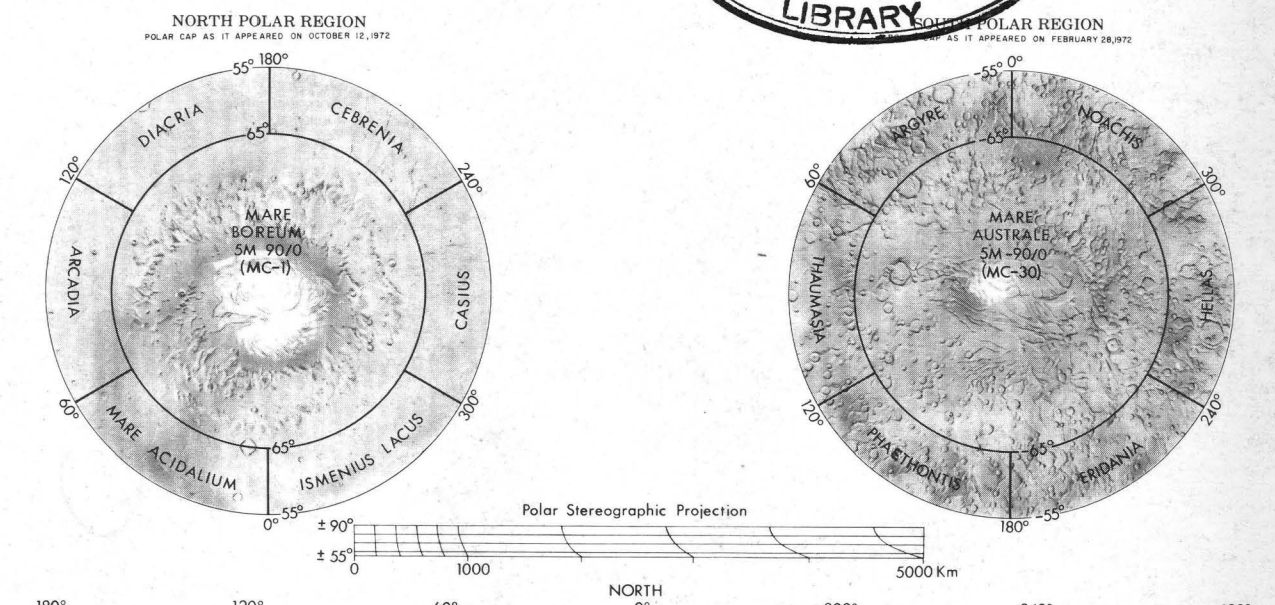 LIBRARY
NORTH POLAR REGION
POLAR CAP AS IT APPEARED ON OCTOBER 12, 1972
55° 180°
65°
DIACRIA
CEBRENIA
120°
240°
MARE
BOREUM
5M 90/0
(MC-1)
ARCADIA
CASIUS
60°
300°
MARE ACIDALIUM
ISMENIUS LACUS
65°
0° 55°
SOUTH POLAR REGION
CAP AS IT APPEARED ON FEBRUARY 28,1972
-55° 0°
-65°
ARGYRE
NOACHIS
60°
300°
MARE
AUSTRALE
5M -90/0
(MC-30)
THAUMASIA
HELLAS
120°
240°
PHAETHONTIS
ERIDANIA
-65°
180° -55°
Polar Stereographic Projection
± 90°
± 55°
0 1000 5000 Km
NORTH